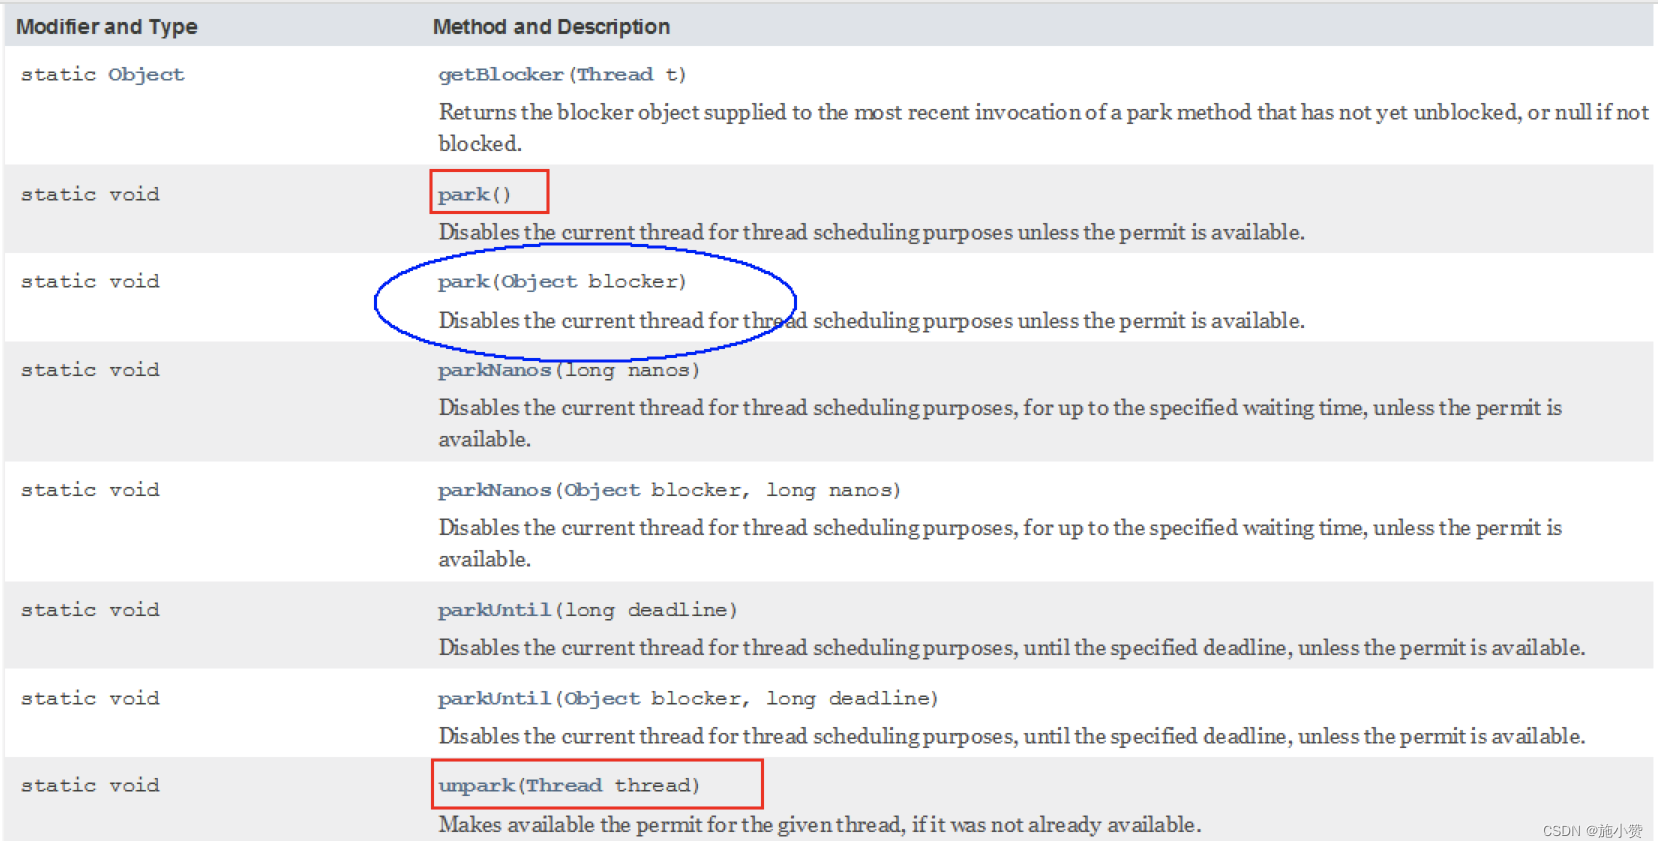 Modifier and Type Method and Description
static Object getBlocker(Thread t)
Returns the blocker object supplied to the most recent invocation of a park method that has not yet unblocked, or null if not
blocked.
static void park()
Disables the current thread for thread scheduling purposes unless the permit is available.
static void park(Object blocker)
Disables the current thread for thread scheduling purposes unless the permit is available.
static void parkNanos(long nanos)
Disables the current thread for thread scheduling purposes, for up to the specified waiting time, unless the permit is
available.
static void parkNanos(Object blocker, long nanos)
Disables the current thread for thread scheduling purposes, for up to the specified waiting time, unless the permit is
available.
static void parkUntil(long deadline)
Disables the current thread for thread scheduling purposes, until the specified deadline, unless the permit is available.
static void parkUntil(Object blocker, long deadline)
Disables the current thread for thread scheduling purposes, until the specified deadline, unless the permit is available.
static void unpark(Thread thread)
Makes available the permit for the given thread, if it was not already available.
CSDN @施小赞